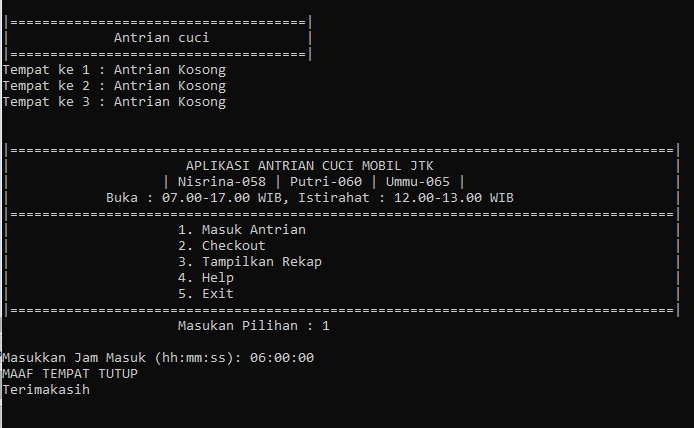 |=====================================|
|             Antrian cuci            |
|=====================================|
Tempat ke 1 : Antrian Kosong
Tempat ke 2 : Antrian Kosong
Tempat ke 3 : Antrian Kosong
|===================================================================================|
|                      APLIKASI ANTRIAN CUCI MOBIL JTK                              |
|                   | Nisrina-058 | Putri-060 | Ummu-065 |                          |
|            Buka : 07.00-17.00 WIB, Istirahat : 12.00-13.00 WIB                    |
|===================================================================================|
|                     1. Masuk Antrian                                              |
|                     2. Checkout                                                   |
|                     3. Tampilkan Rekap                                            |
|                     4. Help                                                       |
|                     5. Exit                                                       |
|===================================================================================|
                      Masukan Pilihan : 1
Masukkan Jam Masuk (hh:mm:ss): 06:00:00
MAAF TEMPAT TUTUP
Terimakasih